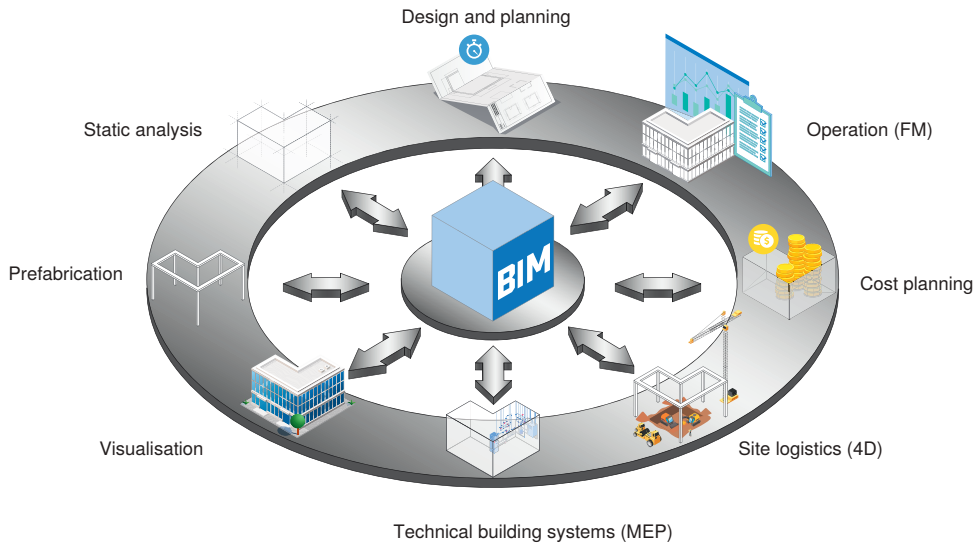 Design and planning
Static analysis
Operation (FM)
Prefabrication
BIM
Cost planning
$
Visualisation
Site logistics (4D)
Technical building systems (MEP)